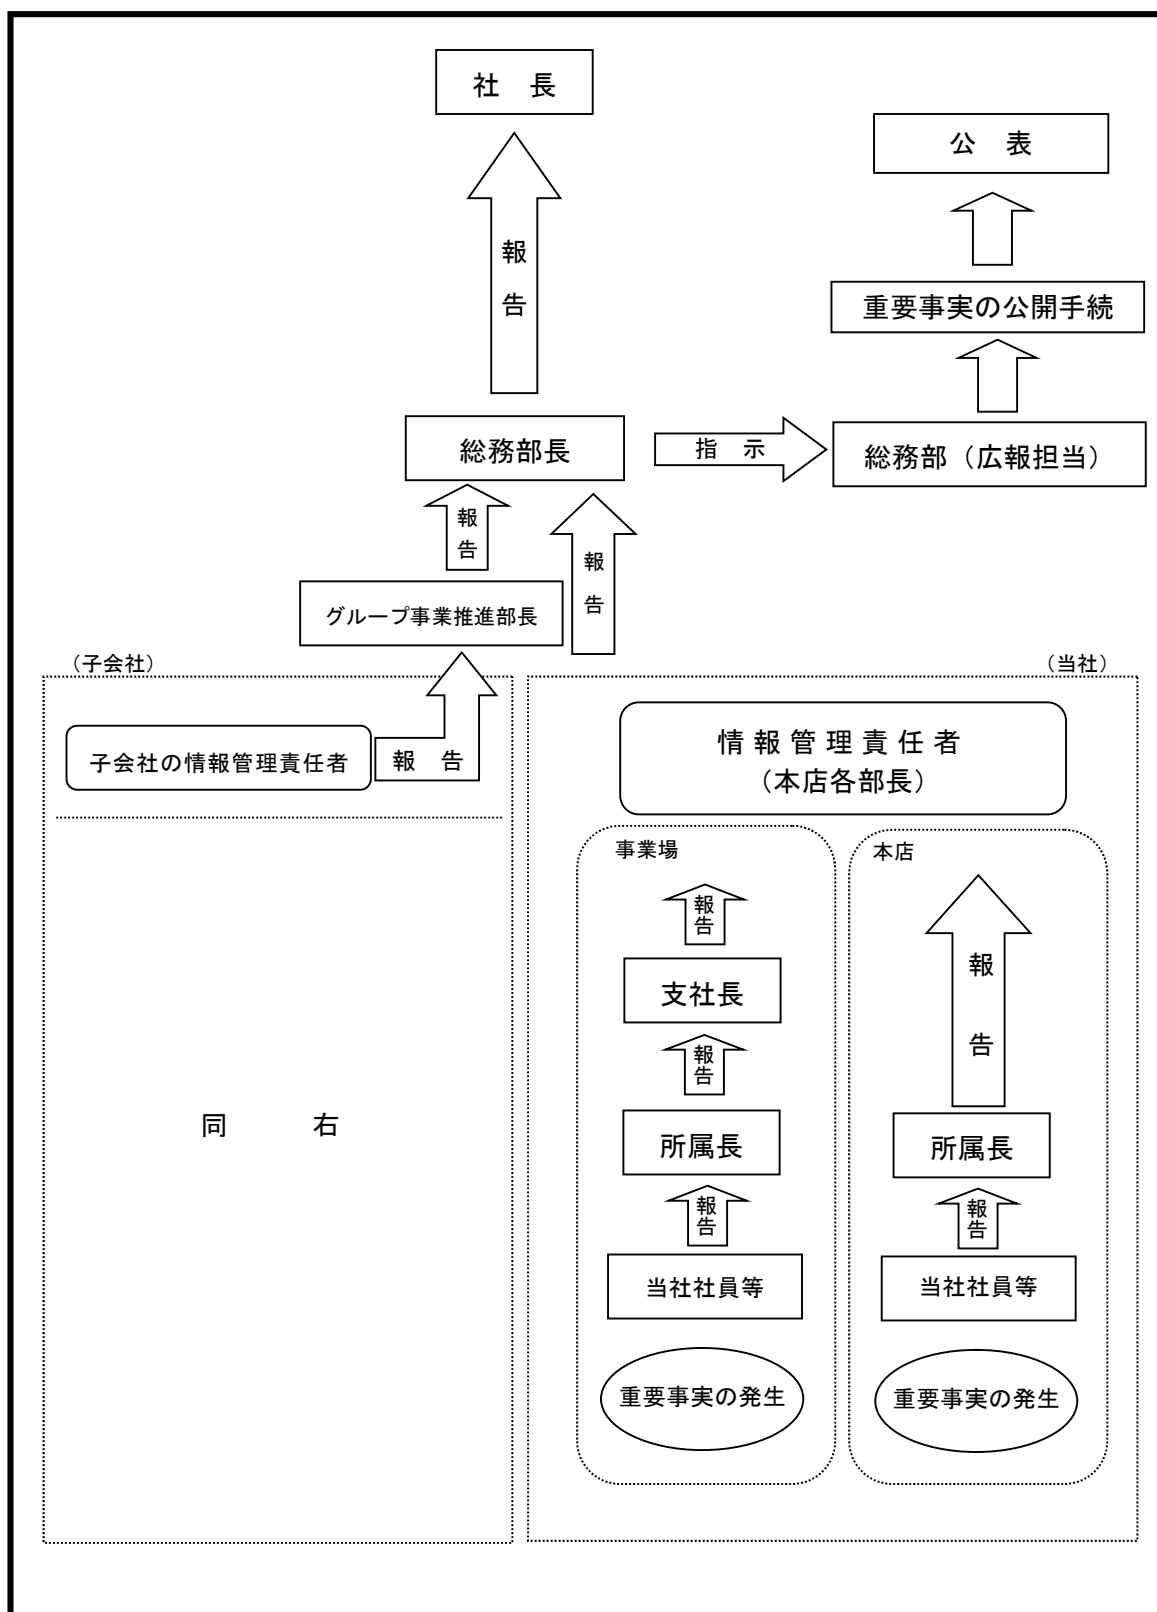 社　長
公　表
報
告
重要事実の公開手続
総務部長
指　示
総務部（広報担当）
報
告
報
告
グループ事業推進部長
（子会社）
（当社）
子会社の情報管理責任者
報　告
情報管理責任者
（本店各部長）
事業場
本店
報
告
支社長
報
告
報
告
同　　右
所属長
所属長
報
告
報
告
当社社員等
当社社員等
重要事実の発生
重要事実の発生